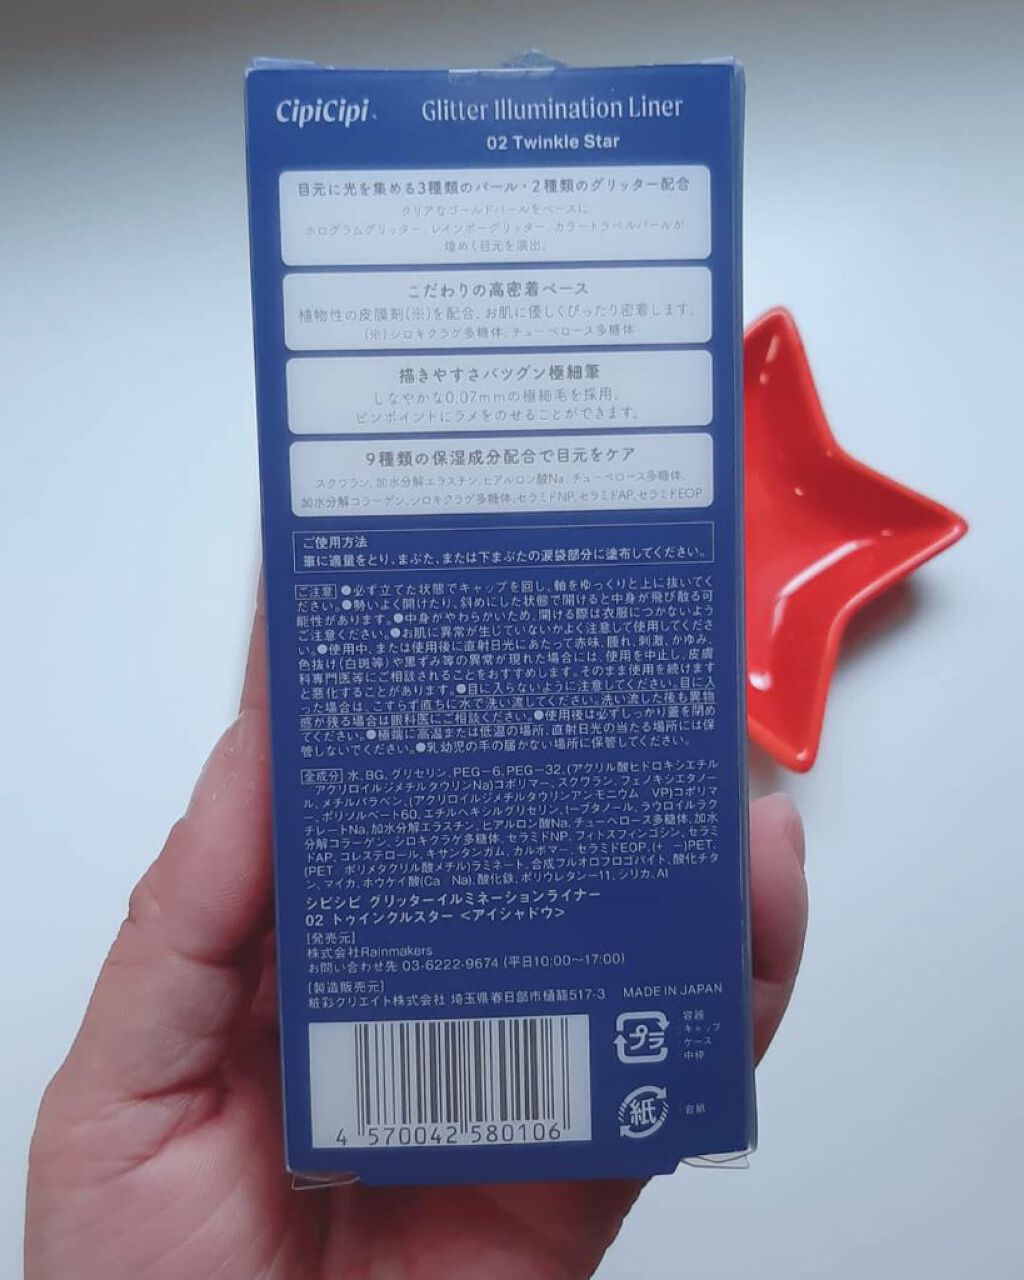 CipiCipi
Glitter Illumination Liner
02 Twinkle Star
目元に光を集める3種類のパール・2種類のグリッター配合
クリアなゴールドパールをベースに
ホログラムグリッター、レインボーグリッター、カラートラベルパールが
煌めく目元を演出。
こだわりの高密着ベース
植物性の皮膜剤(※)を配合、お肌に優しくぴったり密着します。
(※)シロキクラゲ多糖体、チューベロース多糖体
描きやすさバツグン極細筆
しなやかな0.07mmの極細毛を採用。
ピンポイントにラメをのせることができます。
9種類の保湿成分配合で目元をケア
スクワラン、加水分解エラスチン、ヒアルロン酸Na、チューベロース多糖体、
加水分解コラーゲン、シロキクラゲ多糖体、セラミドNP、セラミドAP、セラミドEOP
ご使用方法
筆に適量をとり、まぶた、または下まぶたの涙袋部分に塗布してください。
ご注意 ●必ず立てた状態でキャップを回し、軸をゆっくりと上に抜いてく
ださい。●勢いよく開けたり、斜めにした状態で開けると中身が飛び散る可
能性があります。●中身がやわらかいため、開ける際は衣服につかないよう
ご注意ください。●お肌に異常が生じていないかよく注意して使用してくださ
い。●使用中、または使用後に直射日光にあたって赤味、腫れ、刺激、かゆみ、
色抜け(白斑等)や黒ずみ等の異常が現れた場合には、使用を中止し、皮膚
科専門医等にご相談されることをおすすめします。そのまま使用を続けます
と悪化することがあります。●目に入らないように注意してください。目に入
った場合は、こすらず直ちに水で洗い流してください。洗い流した後も異物
感が残る場合は眼科医にご相談ください。●使用後は必ずしっかり蓋を閉め
てください。●極端に高温または低温の場所、直射日光の当たる場所には保
管しないでください。●乳幼児の手の届かない場所に保管してください。
全成分 水、BG、グリセリン、PEG-6、PEG-32、(アクリル酸ヒドロキシエチル
アクリロイルジメチルタウリンNa)コポリマー、スクワラン、フェノキシエタノー
ル、メチルパラベン、(アクリロイルジメチルタウリンアンモニウム VP)コポリマ
ー、ポリソルベート60、エチルヘキシルグリセリン、t-ブタノール、ラウロイルラク
チレートNa、加水分解エラスチン、ヒアルロン酸Na、チューベロース多糖体、加水
分解コラーゲン、シロキクラゲ多糖体、セラミドNP、フィトスフィンゴシン、セラミ
ドAP、コレステロール、キサンタンガム、カルボマー、セラミドEOP、(+ -)PET、
(PET ポリメタクリル酸メチル)ラミネート、合成フルオロフロゴパイト、酸化チタ
ン、マイカ、ホウケイ酸(Ca Na)、酸化鉄、ポリウレタン-11、シリカ、Al
シピシピ グリッターイルミネーションライナー
02 トゥインクルスター <アイシャドウ>
[発売元]
株式会社Rainmakers
お問い合わせ先 03-6222-9674 (平日10:00〜17:00)
[製造販売元]
粧彩クリエイト株式会社 埼玉県春日部市樋籠517-3 MADE IN JAPAN
プラ
容器
キャップ
ケース
中枠
紙
台紙
4 570042 580106